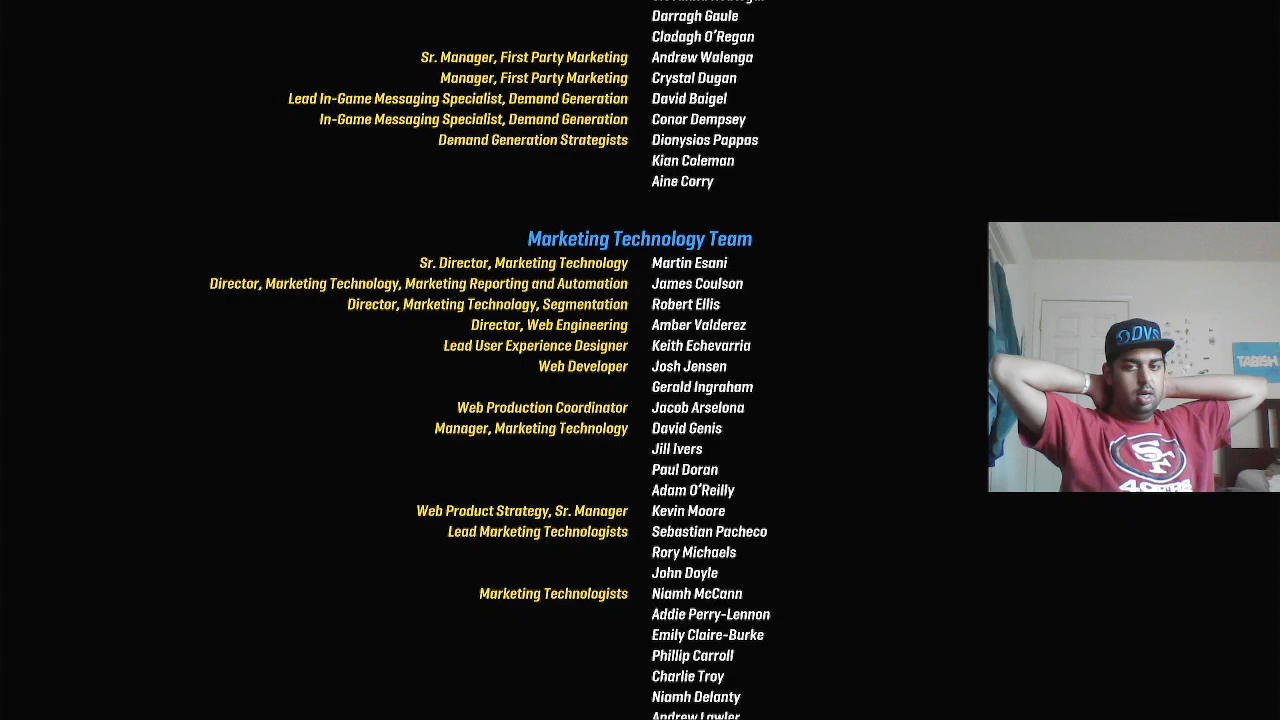 Darragh Gaule
Clodagh O'Regan
Sr. Manager, First Party Marketing Andrew Walenga
Manager, First Party Marketing Crystal Dugan
Lead In-Game Messaging Specialist, Demand Generation David Baigel
In-Game Messaging Specialist, Demand Generation Conor Dempsey
Demand Generation Strategists Dionysios Pappas
Kian Coleman
Aine Corry
Marketing Technology Team
Sr. Director, Marketing Technology Martin Esani
Director, Marketing Technology, Marketing Reporting and Automation James Coulson
Director, Marketing Technology, Segmentation Robert Ellis
Director, Web Engineering Amber Valderez
Lead User Experience Designer Keith Echevarria
Web Developer Josh Jensen
Gerald Ingraham
Web Production Coordinator Jacob Arselona
Manager, Marketing Technology David Genis
Jill Ivers
Paul Doran
Adam O'Reilly
Web Product Strategy, Sr. Manager Kevin Moore
Lead Marketing Technologists Sebastian Pacheco
Rory Michaels
John Doyle
Marketing Technologists Niamh McCann
Addie Perry-Lennon
Emily Claire-Burke
Phillip Carroll
Charlie Troy
Niamh Delanty
Andrew Lawler
DVS
TABISH
SF
49ERS